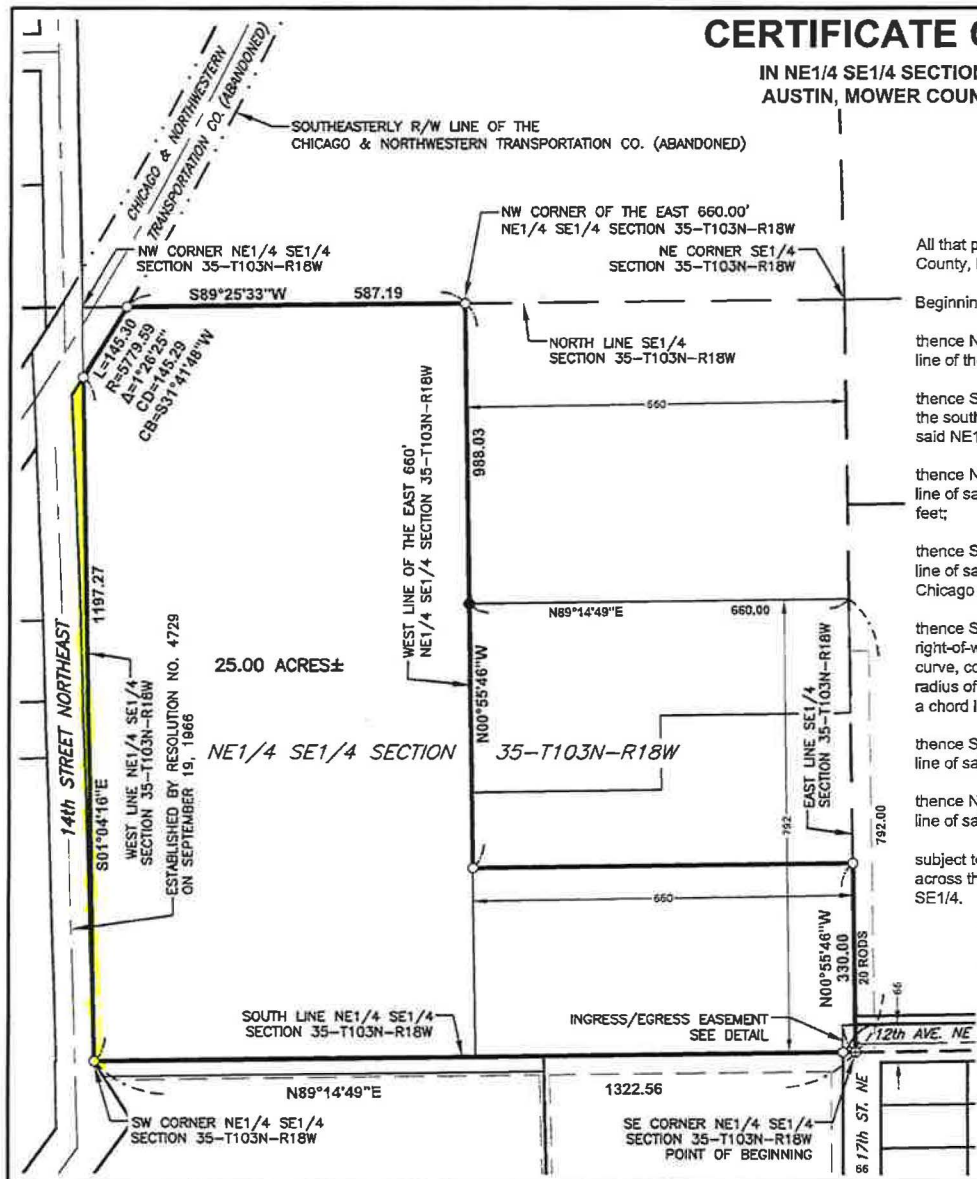 CERTIFICATE O
IN NE1/4 SE1/4 SECTION
AUSTIN, MOWER COUN
CHICAGO & NORTHWESTERN
TRANSPORTATION CO. (ABANDONED)
SOUTHEASTERLY R/W LINE OF THE
CHICAGO & NORTHWESTERN TRANSPORTATION CO. (ABANDONED)
NW CORNER NE1/4 SE1/4
SECTION 35-T103N-R18W
NW CORNER OF THE EAST 660.00'
NE1/4 SE1/4 SECTION 35-T103N-R18W
NE CORNER SE1/4
SECTION 35-T103N-R18W
S89°25'33"W 587.19
L=145.30
R=5779.59
Δ=1°26'25"
CD=145.29
CB=S31°41'48"W
NORTH LINE SE1/4
SECTION 35-T103N-R18W
660
988.03
WEST LINE OF THE EAST 660'
NE1/4 SE1/4 SECTION 35-T103N-R18W
N89°14'49"E 660.00
1197.27
14th STREET NORTHEAST
S01°04'16"E
WEST LINE NE1/4 SE1/4
SECTION 35-T103N-R18W
ESTABLISHED BY RESOLUTION NO. 4729
ON SEPTEMBER 19, 1966
25.00 ACRES±
NE1/4 SE1/4 SECTION 35-T103N-R18W
N00°55'46"W
EAST LINE SE1/4
SECTION 35-T103N-R18W
792
792.00
660
N00°55'46"W
330.00
20 RODS
66
SOUTH LINE NE1/4 SE1/4
SECTION 35-T103N-R18W
INGRESS/EGRESS EASEMENT
SEE DETAIL
12th AVE. NE
N89°14'49"E 1322.56
SW CORNER NE1/4 SE1/4
SECTION 35-T103N-R18W
SE CORNER NE1/4 SE1/4
SECTION 35-T103N-R18W
POINT OF BEGINNING
17th ST. NE
66
All that p
County,
Beginnin
thence N
line of the
thence S
the south
said NE1
thence N
line of sa
feet;
thence S
line of sa
Chicago
thence S
right-of-w
curve, co
radius of
a chord l
thence S
line of sa
thence N
line of sa
subject to
across th
SE1/4.